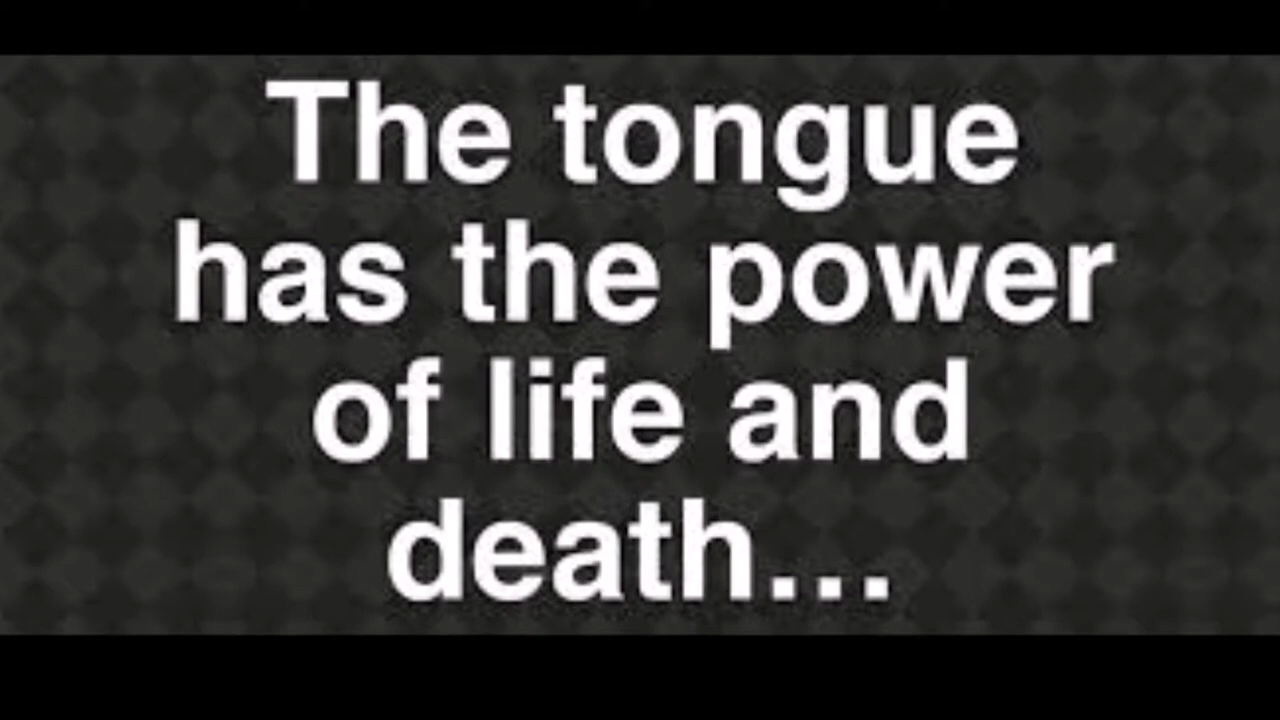 The tongue
has the power
of life and
death...